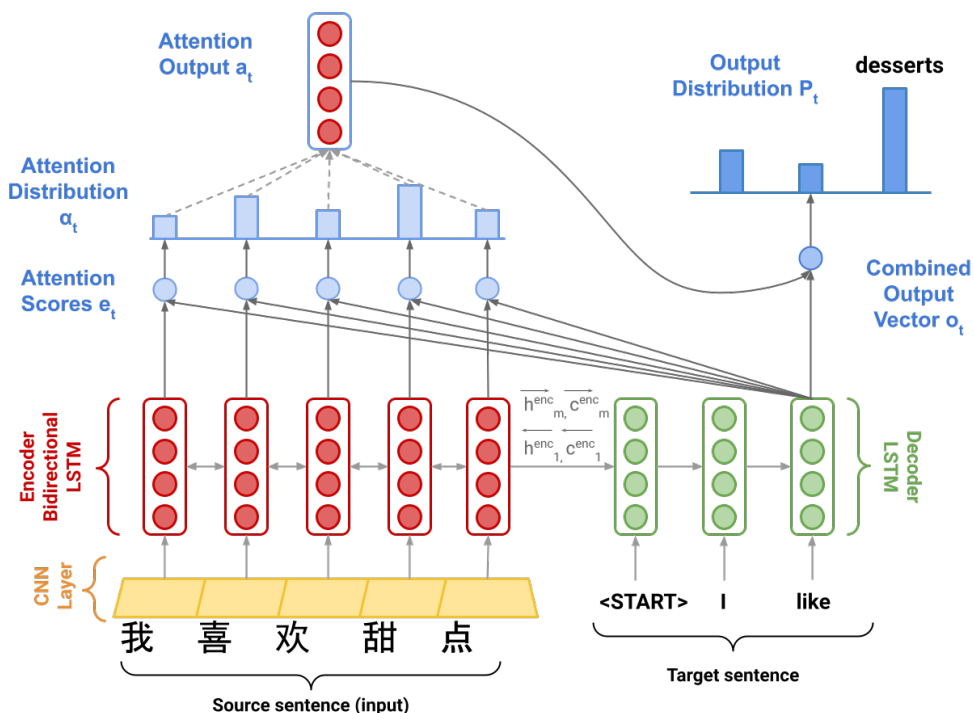 Attention
Output a_t
Output
Distribution P_t
desserts
Attention
Distribution
α_t
Attention
Scores e_t
Combined
Output
Vector o_t
h^enc_m, c^enc_m
h^enc_1, c^enc_1
Encoder
Bidirectional
LSTM
Decoder
LSTM
CNN
Layer
<START> I like
我 喜 欢 甜 点
Target sentence
Source sentence (input)